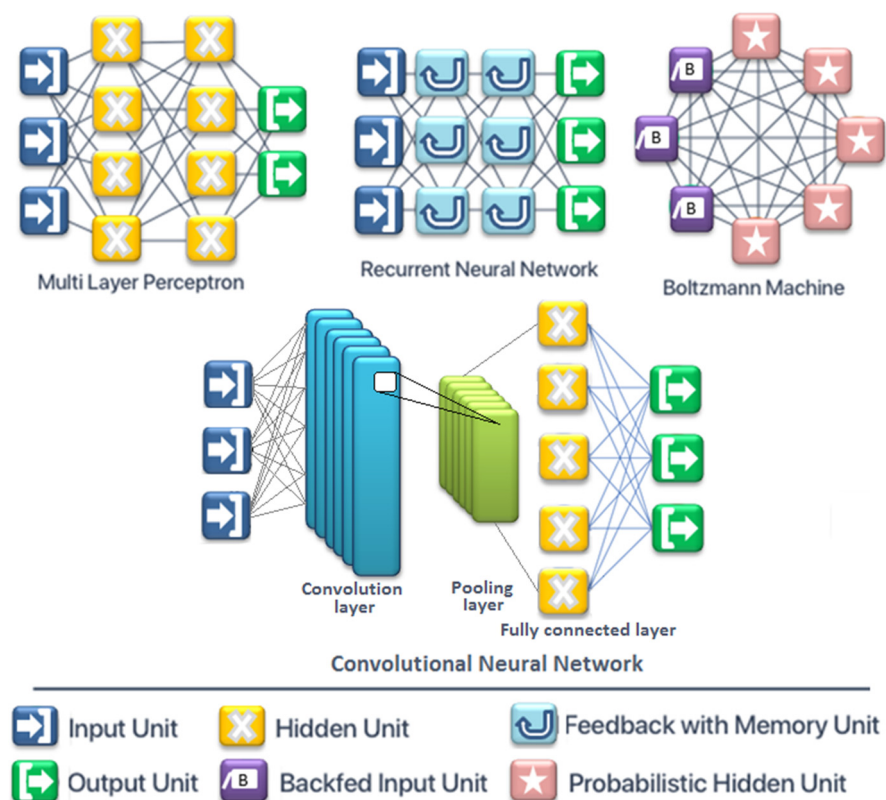 Multi Layer Perceptron
Recurrent Neural Network
Boltzmann Machine
B
B
B
Convolution
layer
Pooling
layer
Fully connected layer
Convolutional Neural Network
Input Unit
Hidden Unit
Feedback with Memory Unit
Output Unit
B
Backfed Input Unit
Probabilistic Hidden Unit